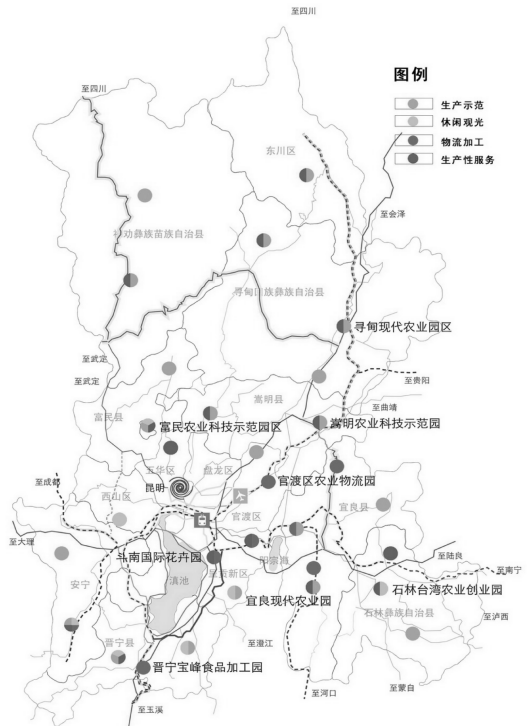 至四川
至四川
图例
生产示范
休闲观光
物流加工
生产性服务
东川区
至会泽
禄劝彝族苗族自治县
寻甸回族彝族自治县
寻甸现代农业园区
至武定
至贵阳
至武定
至曲靖
嵩明县
富民县
富民农业科技示范园区
嵩明农业科技示范园
五华区
盘龙区
至成都
昆明
官渡区农业物流园
西山区
宜良县
官渡区
至大理
斗南国际花卉园
阳宗海
至陆良
至南宁
安宁
滇池
呈贡新区
宜良现代农业园
石林台湾农业创业园
石林彝族自治县
至泸西
晋宁县
至澄江
晋宁宝峰食品加工园
至河口
至蒙自
至玉溪